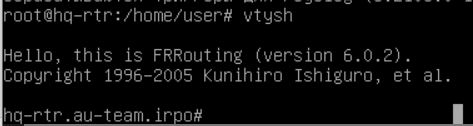 root@hq-rtr:/home/user# vtysh
Hello, this is FRRouting (version 6.0.2).
Copyright 1996-2005 Kunihiro Ishiguro, et al.
hq-rtr.au-team.irpo#